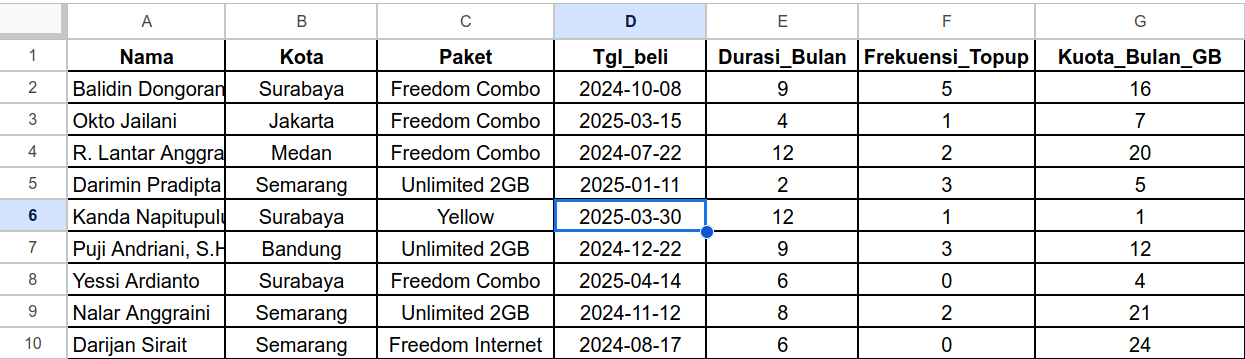 A B C D E F G
1 Nama Kota Paket Tgl_beli Durasi_Bulan Frekuensi_Topup Kuota_Bulan_GB
2 Balidin Dongoran Surabaya Freedom Combo 2024-10-08 9 5 16
3 Okto Jailani Jakarta Freedom Combo 2025-03-15 4 1 7
4 R. Lantar Anggra Medan Freedom Combo 2024-07-22 12 2 20
5 Darimin Pradipta Semarang Unlimited 2GB 2025-01-11 2 3 5
6 Kanda Napitupulu Surabaya Yellow 2025-03-30 12 1 1
7 Puji Andriani, S.H Bandung Unlimited 2GB 2024-12-22 9 3 12
8 Yessi Ardianto Surabaya Freedom Combo 2025-04-14 6 0 4
9 Nalar Anggraini Semarang Unlimited 2GB 2024-11-12 8 2 21
10 Darijan Sirait Semarang Freedom Internet 2024-08-17 6 0 24